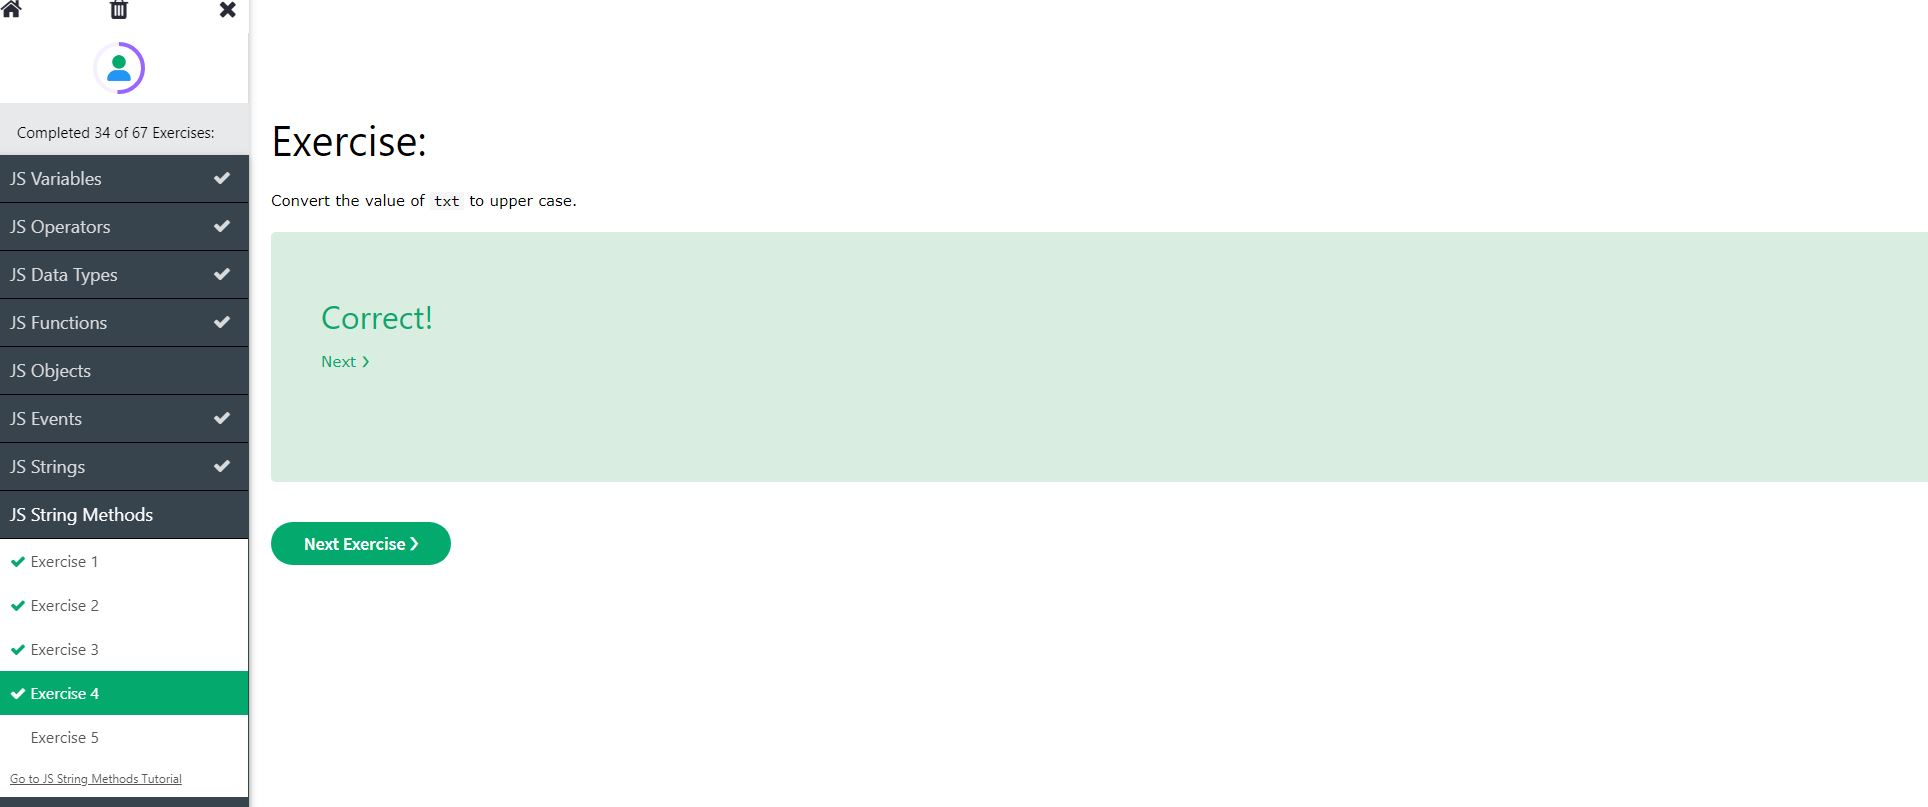 Completed 34 of 67 Exercises:
JS Variables
JS Operators
JS Data Types
JS Functions
JS Objects
JS Events
JS Strings
JS String Methods
Exercise 1
Exercise 2
Exercise 3
Exercise 4
Exercise 5
Go to JS String Methods Tutorial
Exercise:
Convert the value of txt to upper case.
Correct!
Next ❯
Next Exercise ❯